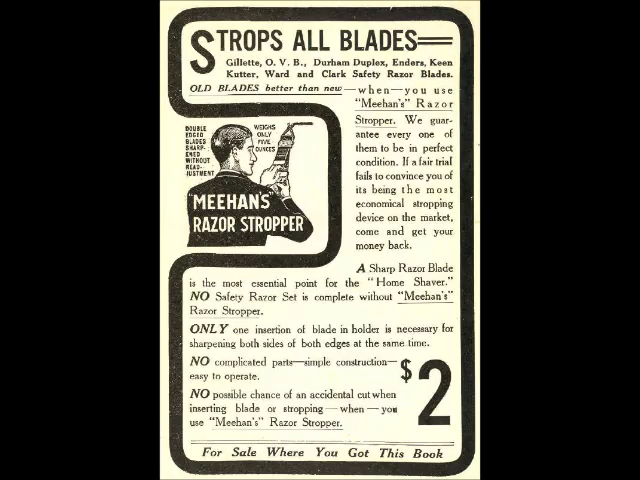 STROPS ALL BLADES
Gillette, O. V. B., Durham Duplex, Enders, Keen
Kutter, Ward and Clark Safety Razor Blades.
OLD BLADES better than new—when—you use
"Meehan's" Razor
Stropper. We guar-
antee every one of
them to be in perfect
condition. If a fair trial
fails to convince you of
its being the most
economical stropping
device on the market,
come and get your
money back.
DOUBLE
EDGED
BLADES
SHARP-
ENED
WITHOUT
READ-
JUSTMENT
WEIGHS
ONLY
FIVE
OUNCES
MEEHAN'S
RAZOR STROPPER
A Sharp Razor Blade
is the most essential point for the "Home Shaver."
NO Safety Razor Set is complete without "Meehan's"
Razor Stropper.
ONLY one insertion of blade in holder is necessary for
sharpening both sides of both edges at the same time.
NO complicated parts—simple construction—
easy to operate.
NO possible chance of an accidental cut when
inserting blade or stropping—when—you
use "Meehan's" Razor Stropper.
$2
For Sale Where You Got This Book